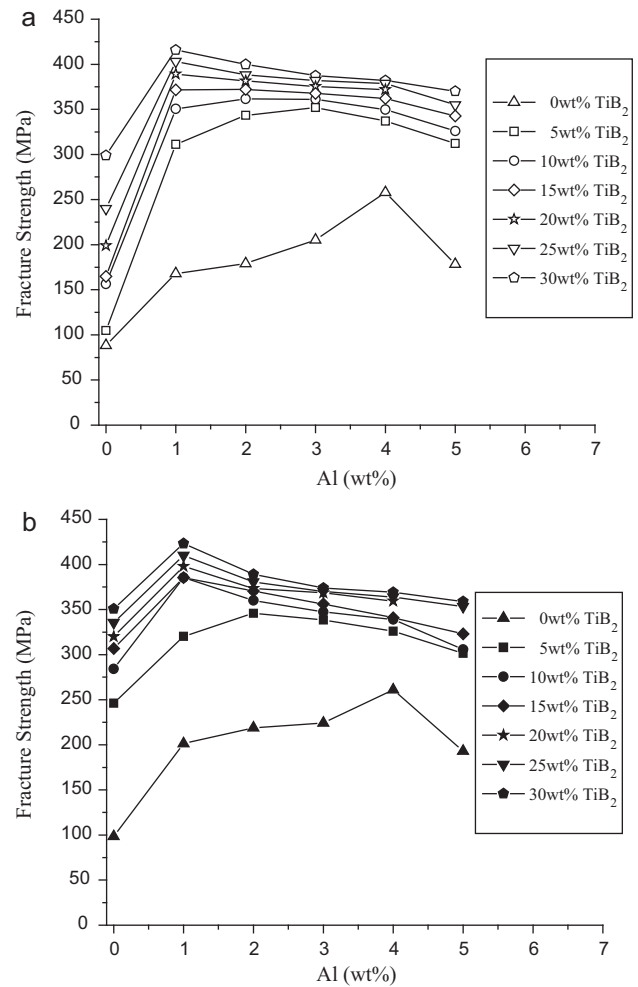 a
450
400
350
300
250
200
150
100
50
0
Fracture Strength (MPa)
0 1 2 3 4 5 6 7
Al (wt%)
0wt% TiB₂
5wt% TiB₂
10wt% TiB₂
15wt% TiB₂
20wt% TiB₂
25wt% TiB₂
30wt% TiB₂
b
450
400
350
300
250
200
150
100
50
0
Fracture Strength (MPa)
0 1 2 3 4 5 6 7
Al (wt%)
0wt% TiB₂
5wt% TiB₂
10wt% TiB₂
15wt% TiB₂
20wt% TiB₂
25wt% TiB₂
30wt% TiB₂